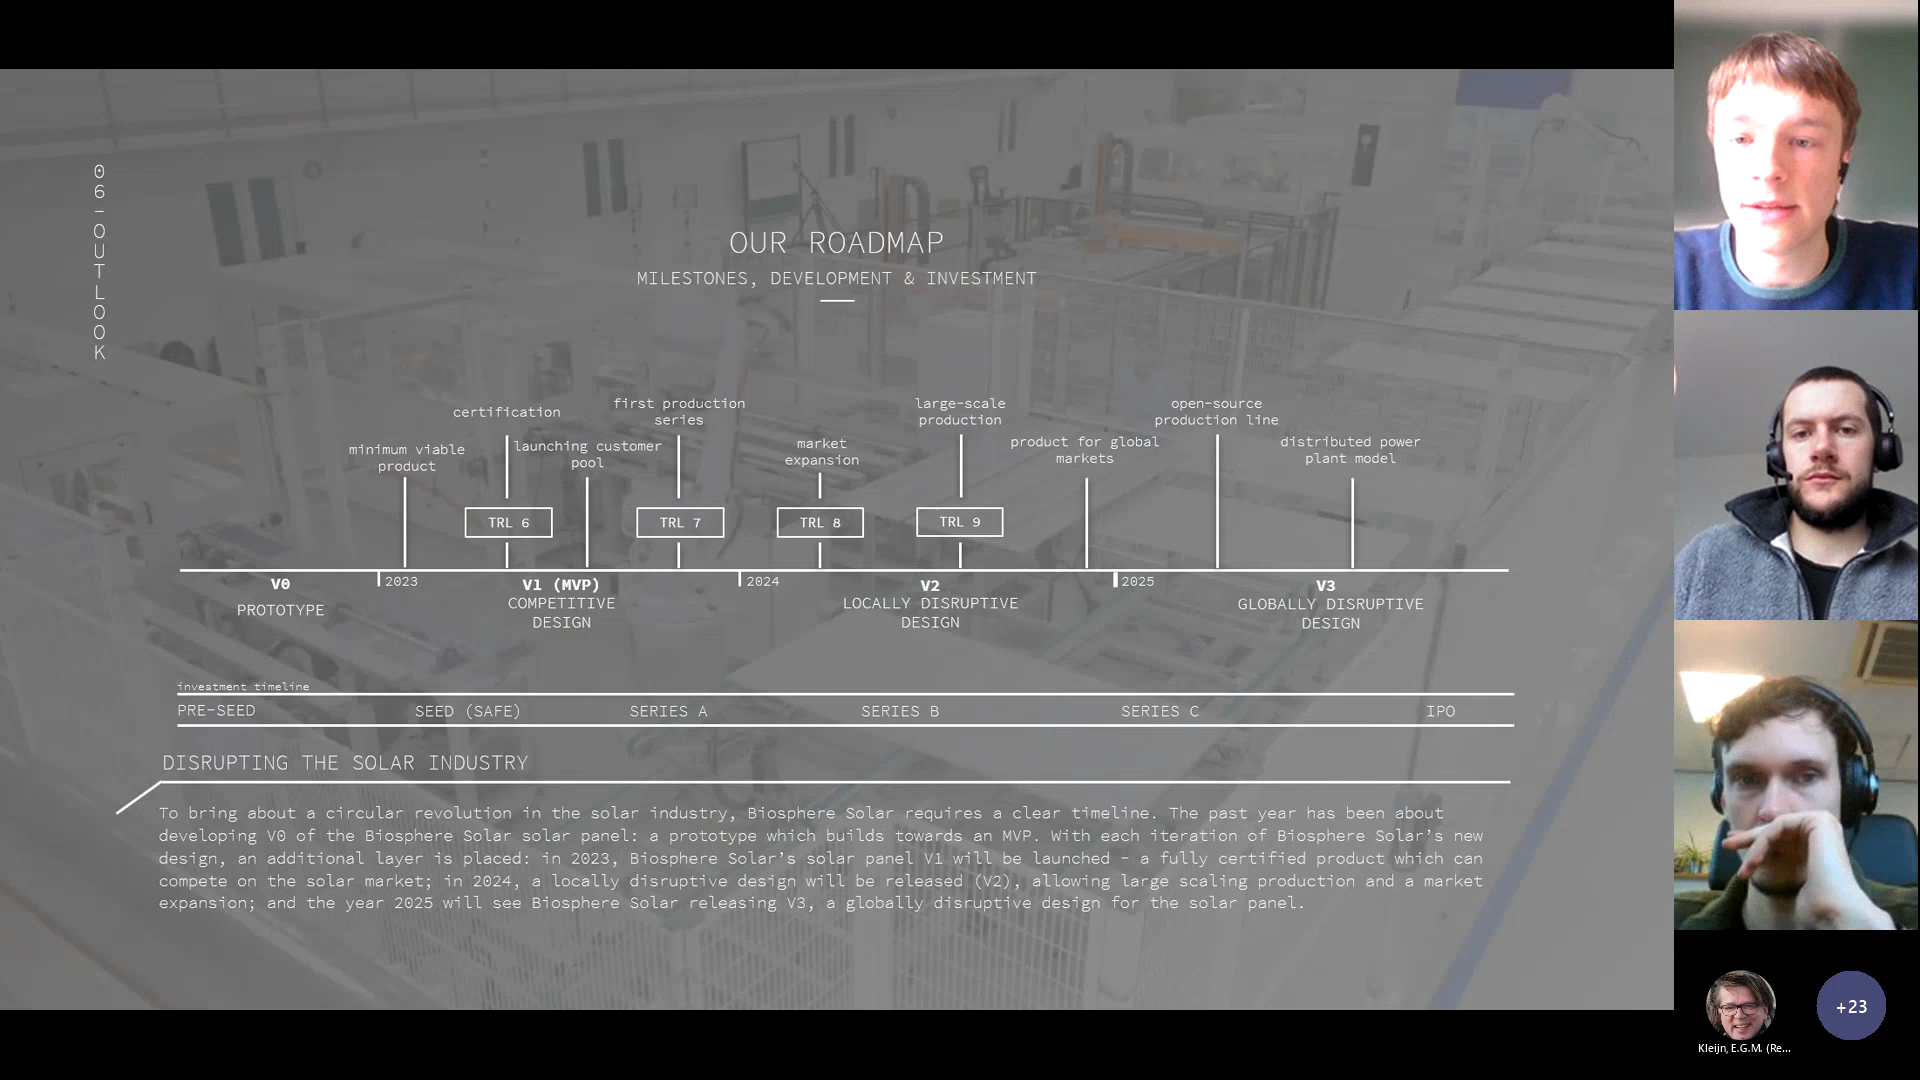 06-OUTLOOK
OUR ROADMAP
MILESTONES, DEVELOPMENT & INVESTMENT
minimum viable
product
certification
launching customer
pool
first production
series
market
expansion
large-scale
production
product for global
markets
open-source
production line
distributed power
plant model
TRL 6
TRL 7
TRL 8
TRL 9
2023
2024
2025
V0
PROTOTYPE
V1 (MVP)
COMPETITIVE
DESIGN
V2
LOCALLY DISRUPTIVE
DESIGN
V3
GLOBALLY DISRUPTIVE
DESIGN
investment timeline
PRE-SEED SEED (SAFE) SERIES A SERIES B SERIES C IPO
DISRUPTING THE SOLAR INDUSTRY
To bring about a circular revolution in the solar industry, Biosphere Solar requires a clear timeline. The past year has been about
developing V0 of the Biosphere Solar solar panel: a prototype which builds towards an MVP. With each iteration of Biosphere Solar's new
design, an additional layer is placed: in 2023, Biosphere Solar's solar panel V1 will be launched - a fully certified product which can
compete on the solar market; in 2024, a locally disruptive design will be released (V2), allowing large scaling production and a market
expansion; and the year 2025 will see Biosphere Solar releasing V3, a globally disruptive design for the solar panel.
+23
Kleijn, E.G.M. (Re...